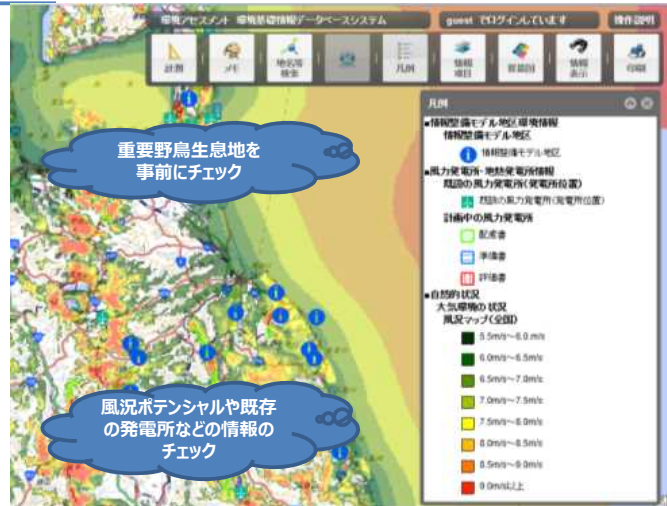 環境アセスメント 環境基礎情報データベースシステム
guest でログインしています
操作説明
計測
メモ
地名等
検索
凡例
情報
項目
背景図
情報
表示
印刷
凡例
■情報整備モデル地区環境情報
情報整備モデル地区
情報整備モデル地区
■風力発電所・地熱発電所情報
既設の風力発電所(発電所位置)
既設の風力発電所(発電所位置)
計画中の風力発電所
配慮書
準備書
評価書
■自然的状況
大気環境の状況
風況マップ(全国)
5.5m/s～6.0m/s
6.0m/s～6.5m/s
6.5m/s～7.0m/s
7.0m/s～7.5m/s
7.5m/s～8.0m/s
8.0m/s～8.5m/s
8.5m/s～9.0m/s
9.0m/s以上
重要野鳥生息地を
事前にチェック
風況ポテンシャルや既存
の発電所などの情報の
チェック